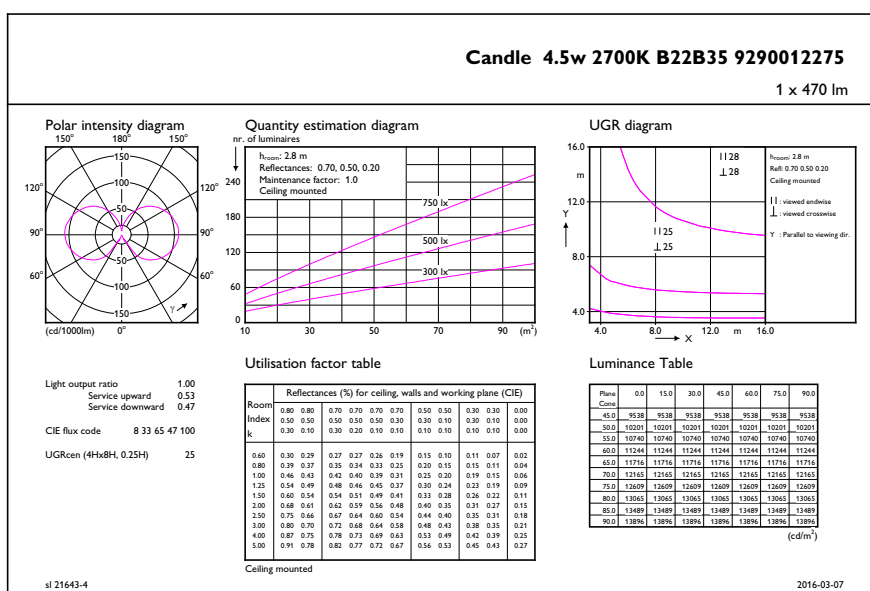 Candle 4.5w 2700K B22B35 9290012275
1 x 470 lm
Polar intensity diagram
150° 180° 150°
120° 120°
90° 90°
60° 60°
150
100
50
50
100
150
γ
(cd/1000lm) 0°
Quantity estimation diagram
nr. of luminaires
hroom: 2.8 m
Reflectances: 0.70, 0.50, 0.20
Maintenance factor: 1.0
Ceiling mounted
240
180
120
60
0
750 lx
500 lx
300 lx
10 30 50 70 90 (m²)
UGR diagram
16.0
m
12.0
Y
8.0
4.0
4.0 8.0 12.0 m 16.0
X
||28
⊥28
||25
⊥25
hroom: 2.8 m
Refl: 0.70 0.50 0.20
Ceiling mounted
|| : viewed endwise
⊥ : viewed crosswise
Y : Parallel to viewing dir.
Light output ratio 1.00
Service upward 0.53
Service downward 0.47
CIE flux code 8 33 65 47 100
UGRcen (4Hx8H, 0.25H) 25
Utilisation factor table
Room
Index
k
Reflectances (%) for ceiling, walls and working plane (CIE)
0.80 0.80 0.70 0.70 0.70 0.70 0.50 0.50 0.30 0.30 0.00
0.50 0.50 0.50 0.50 0.50 0.30 0.30 0.10 0.30 0.10 0.00
0.30 0.10 0.30 0.20 0.10 0.10 0.10 0.10 0.10 0.10 0.00
0.60 0.30 0.29 0.27 0.27 0.26 0.19 0.15 0.10 0.11 0.07 0.02
0.80 0.39 0.37 0.35 0.34 0.33 0.25 0.20 0.15 0.15 0.11 0.04
1.00 0.46 0.43 0.42 0.40 0.39 0.31 0.25 0.20 0.19 0.15 0.06
1.25 0.54 0.49 0.48 0.46 0.45 0.37 0.30 0.24 0.23 0.19 0.09
1.50 0.60 0.54 0.54 0.51 0.49 0.41 0.33 0.28 0.26 0.22 0.11
2.00 0.68 0.61 0.62 0.59 0.56 0.48 0.40 0.35 0.31 0.27 0.15
2.50 0.75 0.66 0.67 0.64 0.60 0.54 0.44 0.40 0.35 0.31 0.18
3.00 0.80 0.70 0.72 0.68 0.64 0.58 0.48 0.43 0.38 0.35 0.21
4.00 0.87 0.75 0.78 0.73 0.69 0.63 0.53 0.49 0.42 0.39 0.25
5.00 0.91 0.78 0.82 0.77 0.72 0.67 0.56 0.53 0.45 0.43 0.27
Ceiling mounted
Luminance Table
Plane 0.0 15.0 30.0 45.0 60.0 75.0 90.0
Cone
45.0 9538 9538 9538 9538 9538 9538 9538
50.0 10201 10201 10201 10201 10201 10201 10201
55.0 10740 10740 10740 10740 10740 10740 10740
60.0 11244 11244 11244 11244 11244 11244 11244
65.0 11716 11716 11716 11716 11716 11716 11716
70.0 12165 12165 12165 12165 12165 12165 12165
75.0 12609 12609 12609 12609 12609 12609 12609
80.0 13065 13065 13065 13065 13065 13065 13065
85.0 13489 13489 13489 13489 13489 13489 13489
90.0 13896 13896 13896 13896 13896 13896 13896
(cd/m²)
sl 21643-4
2016-03-07